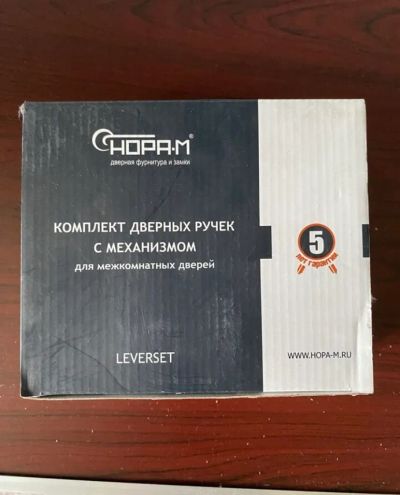 НОРА-М®
дверная фурнитура и замки
КОМПЛЕКТ ДВЕРНЫХ РУЧЕК
С МЕХАНИЗМОМ
для межкомнатных дверей
5
лет гарантии
LEVERSET
WWW.HOPA-M.RU